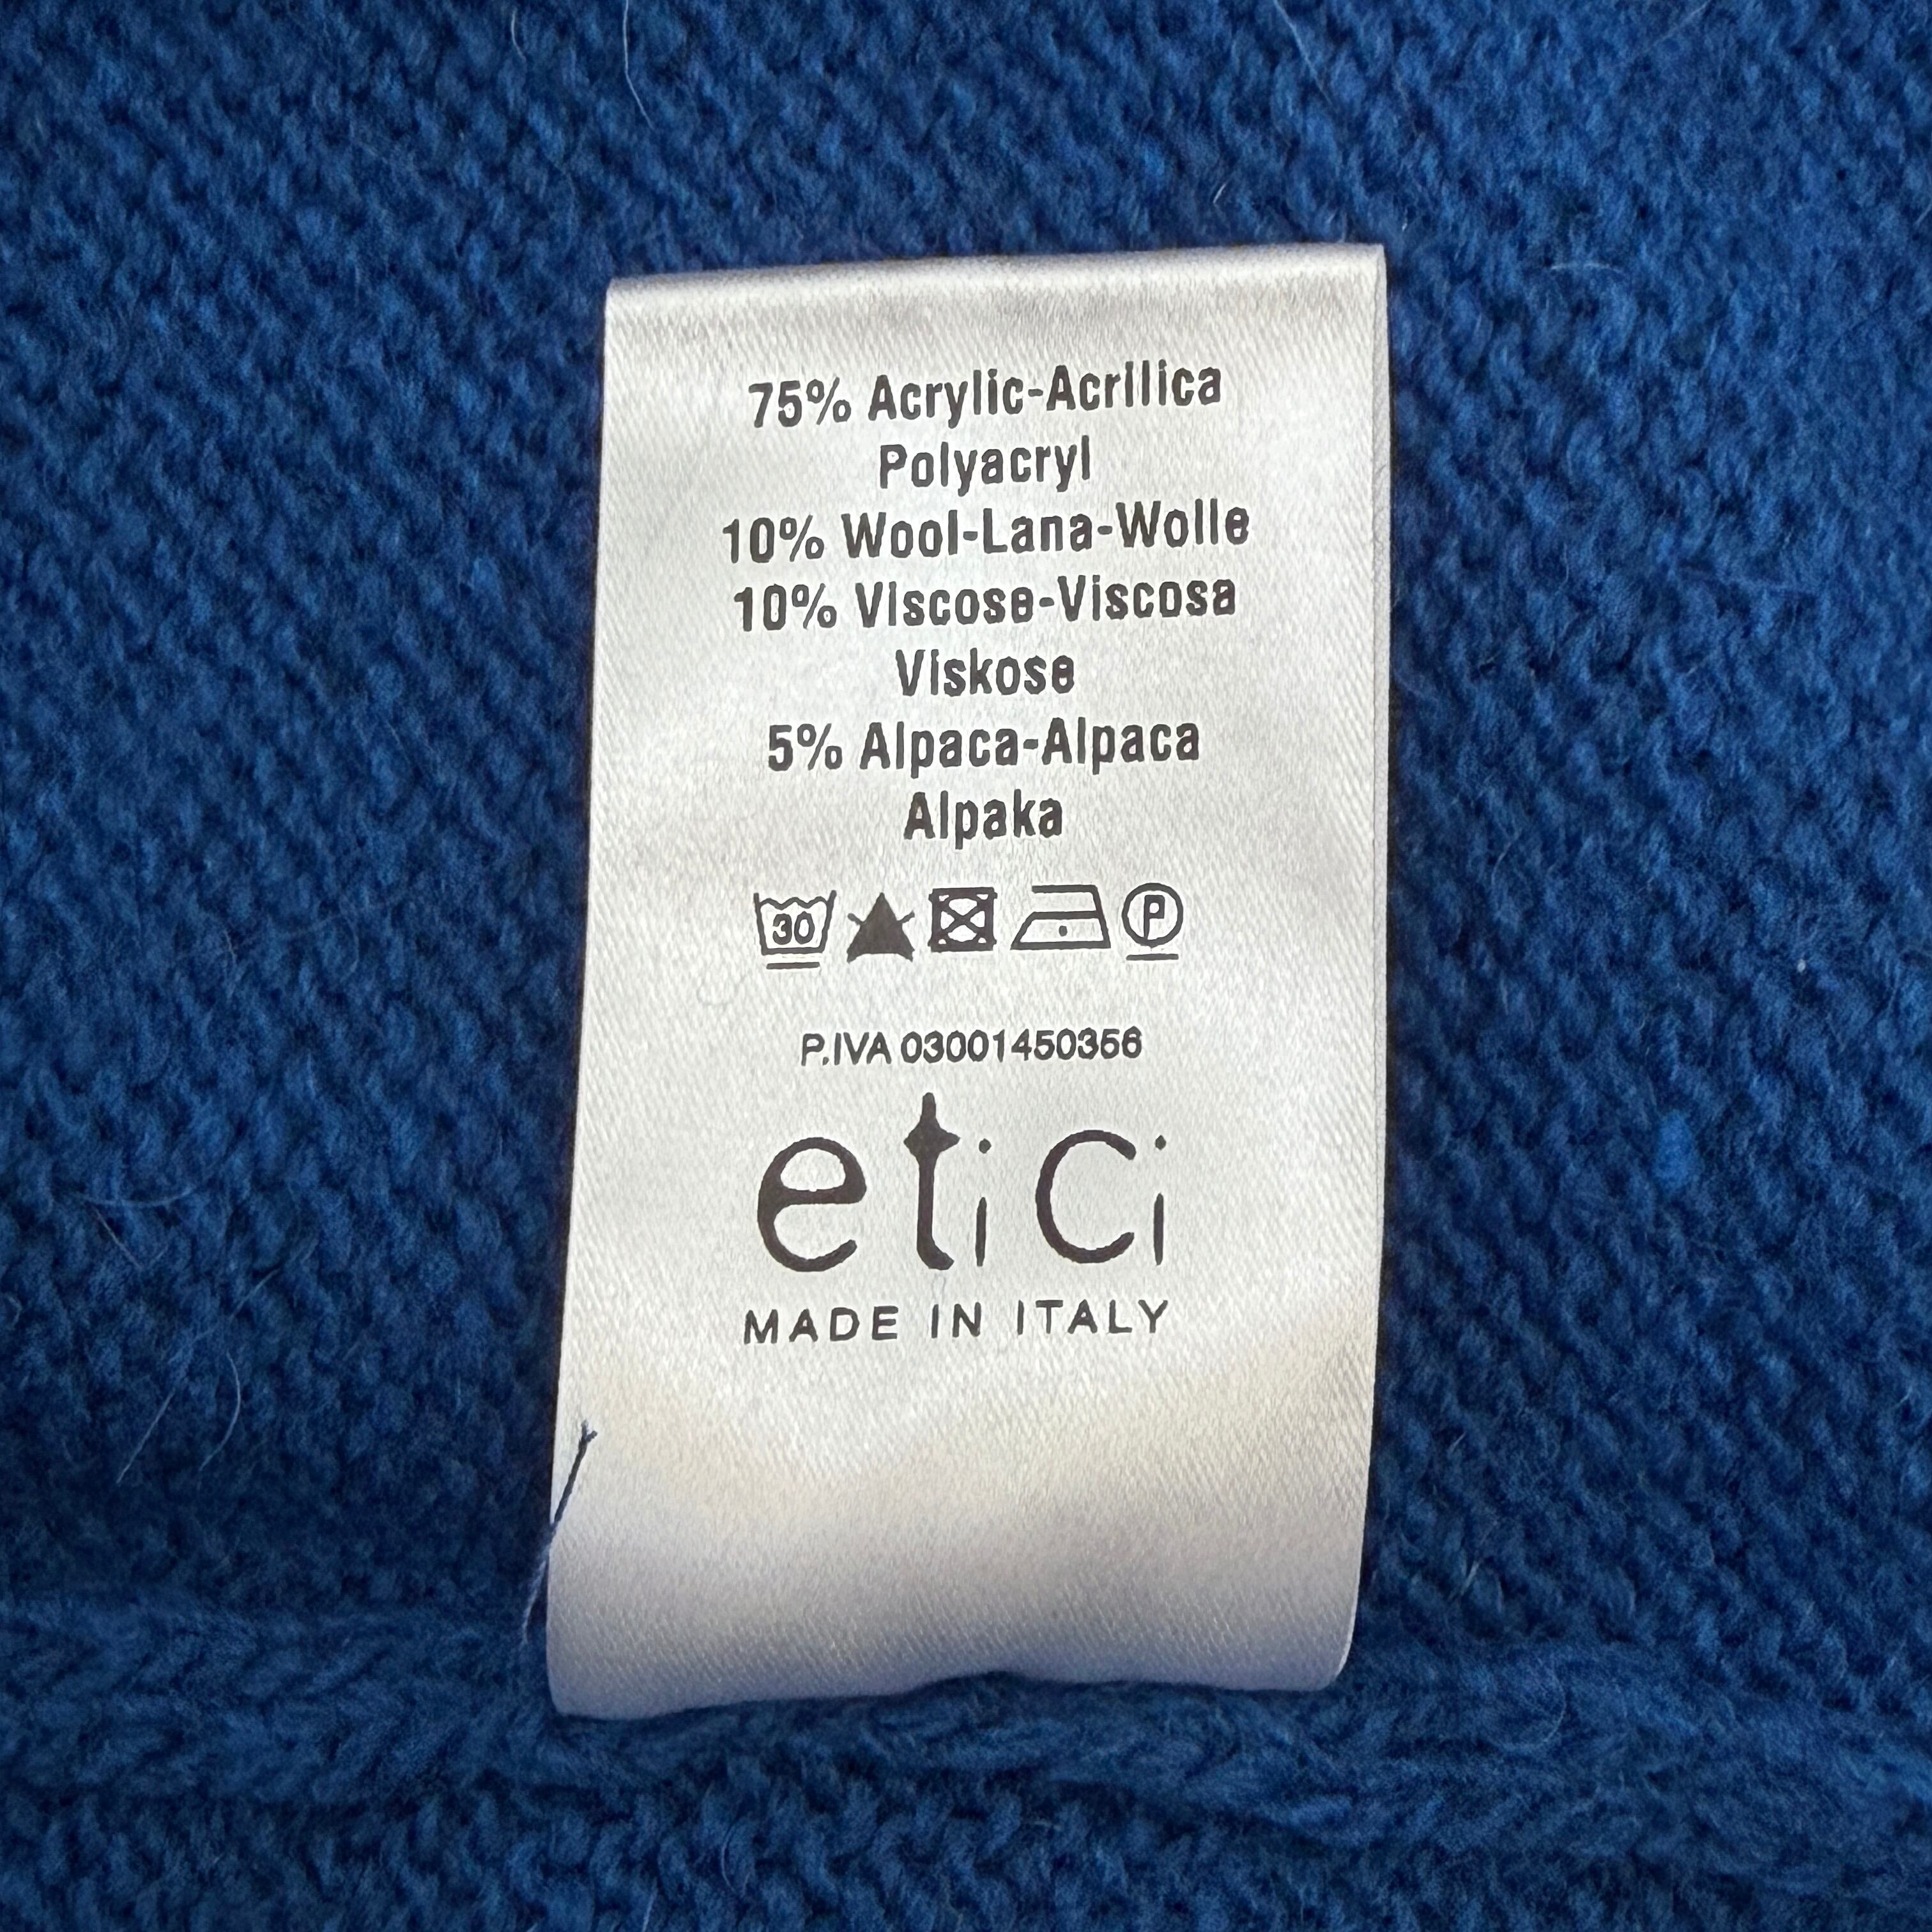 75% Acrylic-Acrilica
Polyacryl
10% Wool-Lana-Wolle
10% Viscose-Viscosa
Viskose
5% Alpaca-Alpaca
Alpaka
30 P
P.IVA 03001450356
etici
MADE IN ITALY